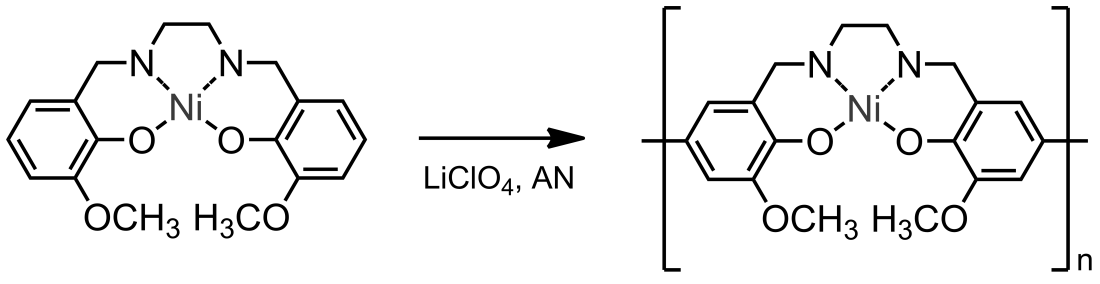 N N N N
Ni Ni
O O O O
LiClO4, AN
OCH3 H3CO OCH3 H3CO
n